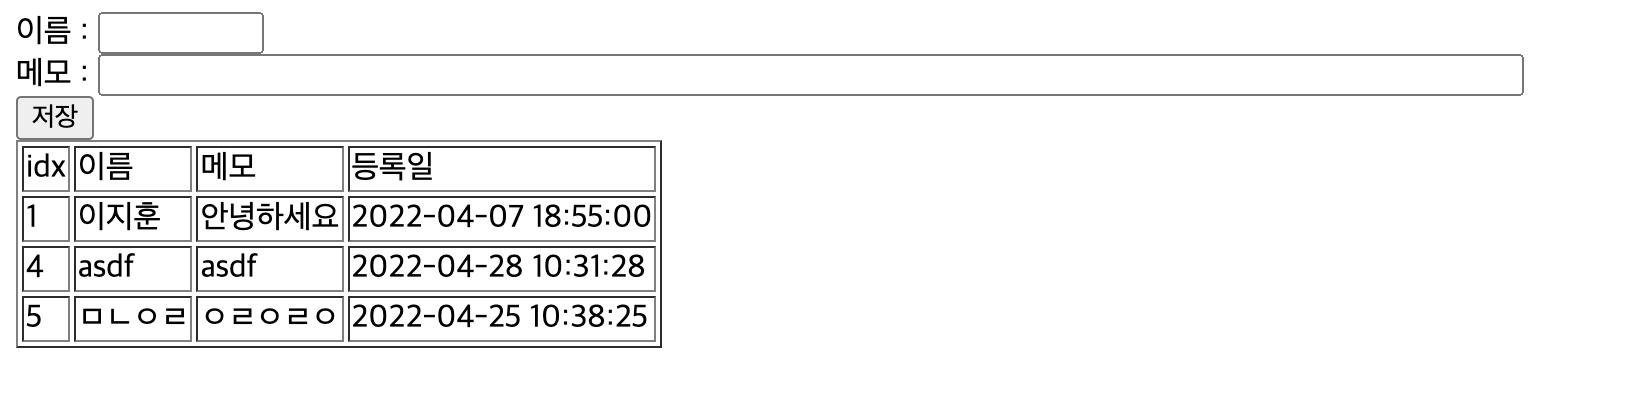 이름 :
메모 :
저장
idx 이름 메모 등록일
1 이지훈 안녕하세요 2022-04-07 18:55:00
4 asdf asdf 2022-04-28 10:31:28
5 ㅁㄴㅇㄹ ㅇㄹㅇㄹㅇ 2022-04-25 10:38:25